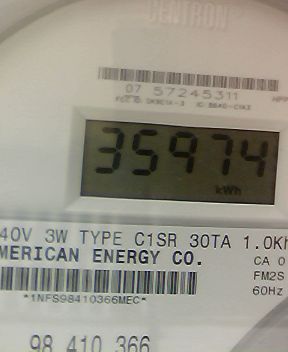 CENTRON
07 57245311
35974
kWh
40V 3W TYPE C1SR 30TA 1.0Kh
MERICAN ENERGY CO.
CA 0
FM2S
60Hz
*1NFS98410366MEC*
98 410 366